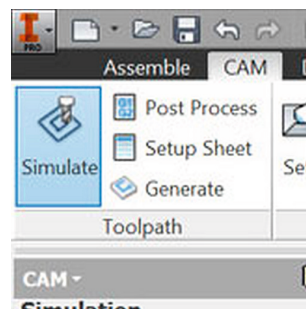 PRO
Assemble CAM
Post Process
Setup Sheet
Simulate
Generate
Toolpath
CAM
Simulation